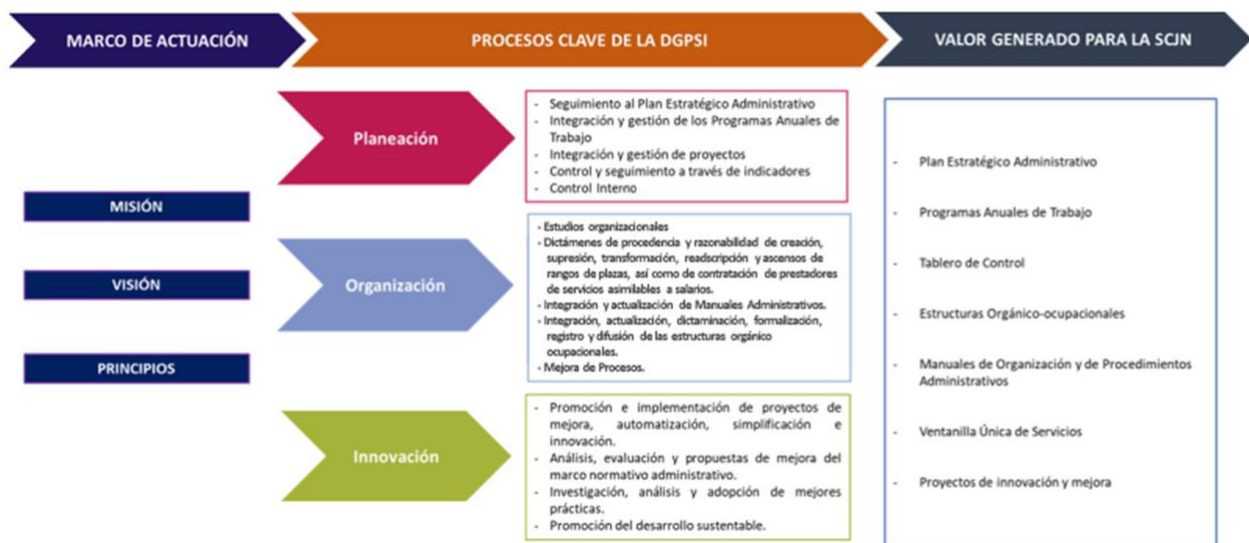 MARCO DE ACTUACIÓN
PROCESOS CLAVE DE LA DGPSI
VALOR GENERADO PARA LA SCJN
MISIÓN
VISIÓN
PRINCIPIOS
Planeación
- Seguimiento al Plan Estratégico Administrativo
- Integración y gestión de los Programas Anuales de
Trabajo
- Integración y gestión de proyectos
- Control y seguimiento a través de indicadores
- Control Interno
Organización
- Estudios organizacionales
- Dictámenes de procedencia y razonabilidad de creación,
supresión, transformación, readscripción y ascensos de
rangos de plazas, así como de contratación de prestadores
de servicios asimilables a salarios.
- Integración y actualización de Manuales Administrativos.
- Integración, actualización, dictaminación, formalización,
registro y difusión de las estructuras orgánico
ocupacionales.
- Mejora de Procesos.
Innovación
- Promoción e implementación de proyectos de
mejora, automatización, simplificación e
innovación.
- Análisis, evaluación y propuestas de mejora del
marco normativo administrativo.
- Investigación, análisis y adopción de mejores
prácticas.
- Promoción del desarrollo sustentable.
- Plan Estratégico Administrativo
- Programas Anuales de Trabajo
- Tablero de Control
- Estructuras Orgánico-ocupacionales
- Manuales de Organización y de Procedimientos
Administrativos
- Ventanilla Única de Servicios
- Proyectos de innovación y mejora